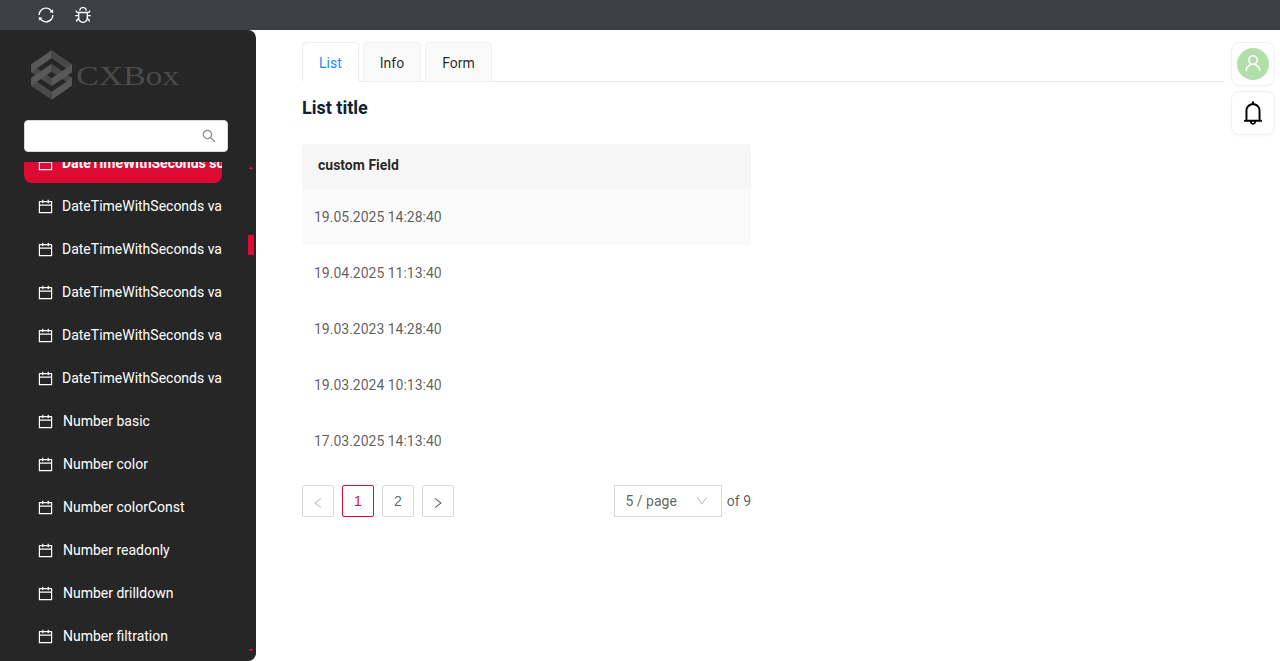 CXBox
DateTimeWithSeconds so
DateTimeWithSeconds va
DateTimeWithSeconds va
DateTimeWithSeconds va
DateTimeWithSeconds va
DateTimeWithSeconds va
Number basic
Number color
Number colorConst
Number readonly
Number drilldown
Number filtration
List Info Form
List title
custom Field
19.05.2025 14:28:40
19.04.2025 11:13:40
19.03.2023 14:28:40
19.03.2024 10:13:40
17.03.2025 14:13:40
< 1 2 > 5 / page of 9